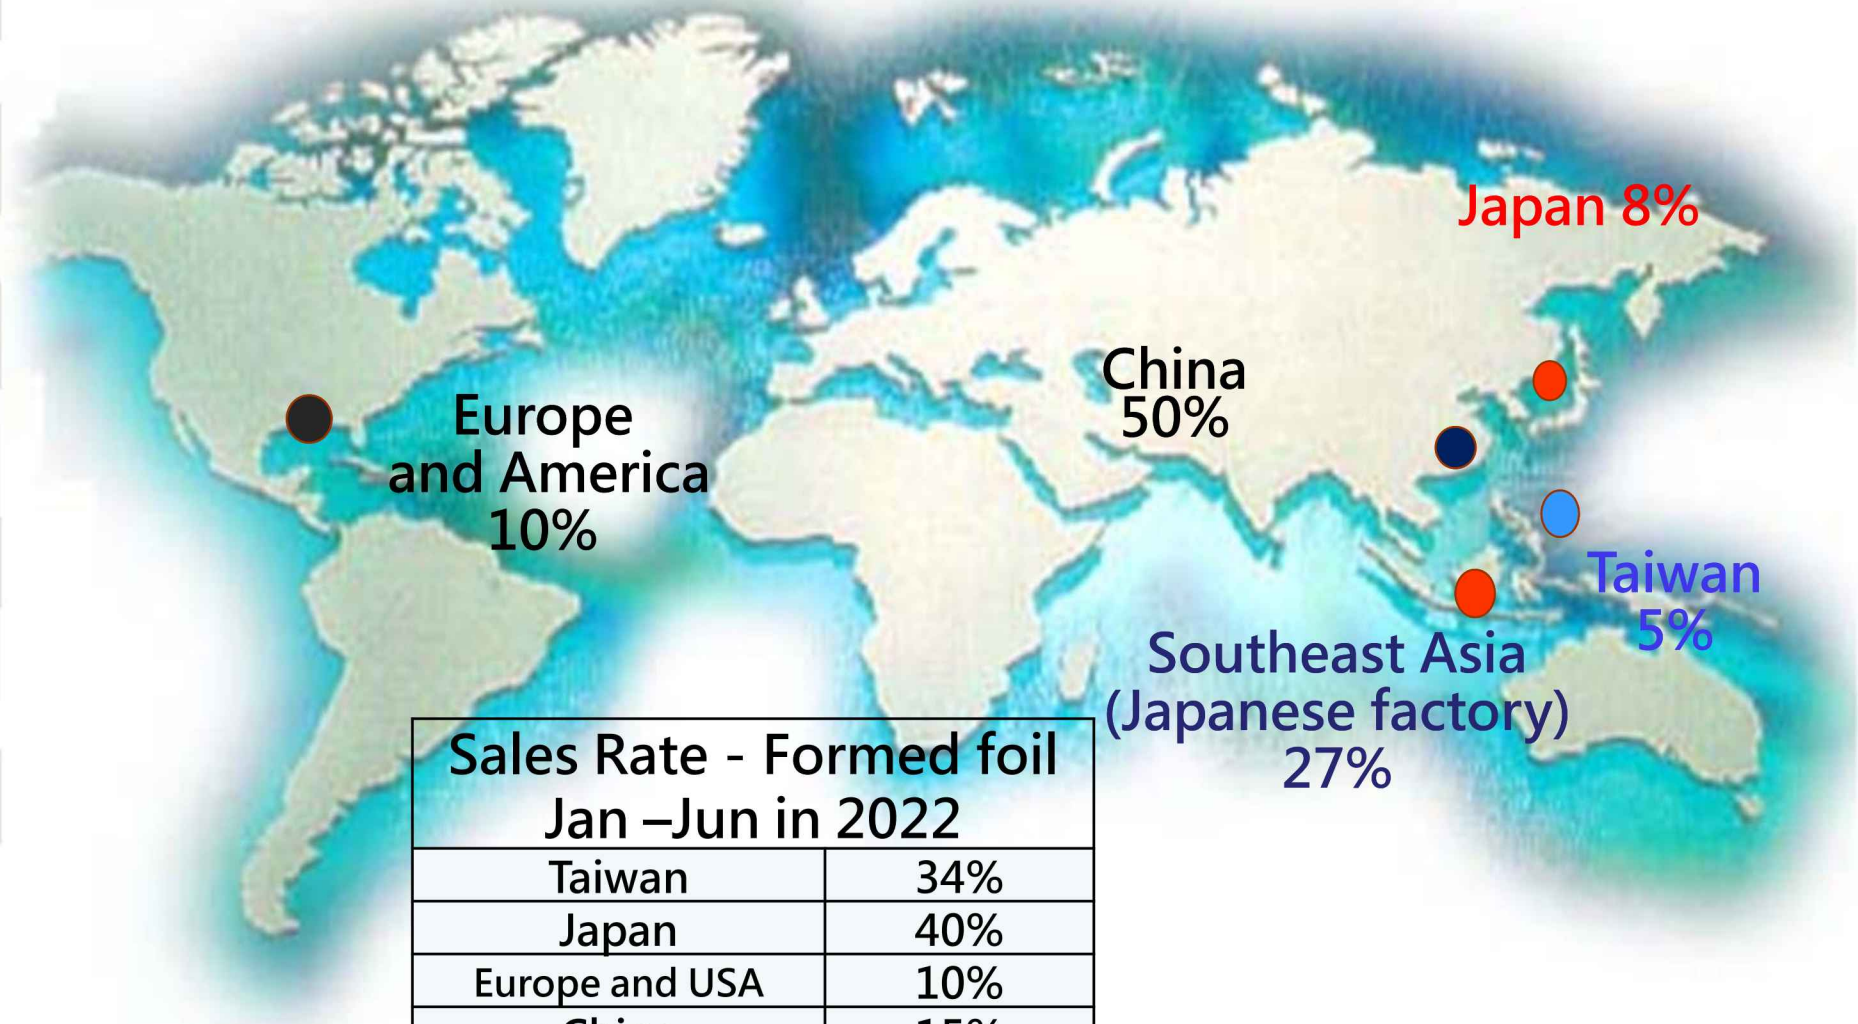 Japan 8%
China
50%
Europe
and America
10%
Taiwan
5%
Southeast Asia
(Japanese factory)
27%
Sales Rate - Formed foil
Jan –Jun in 2022
Taiwan 34%
Japan 40%
Europe and USA 10%